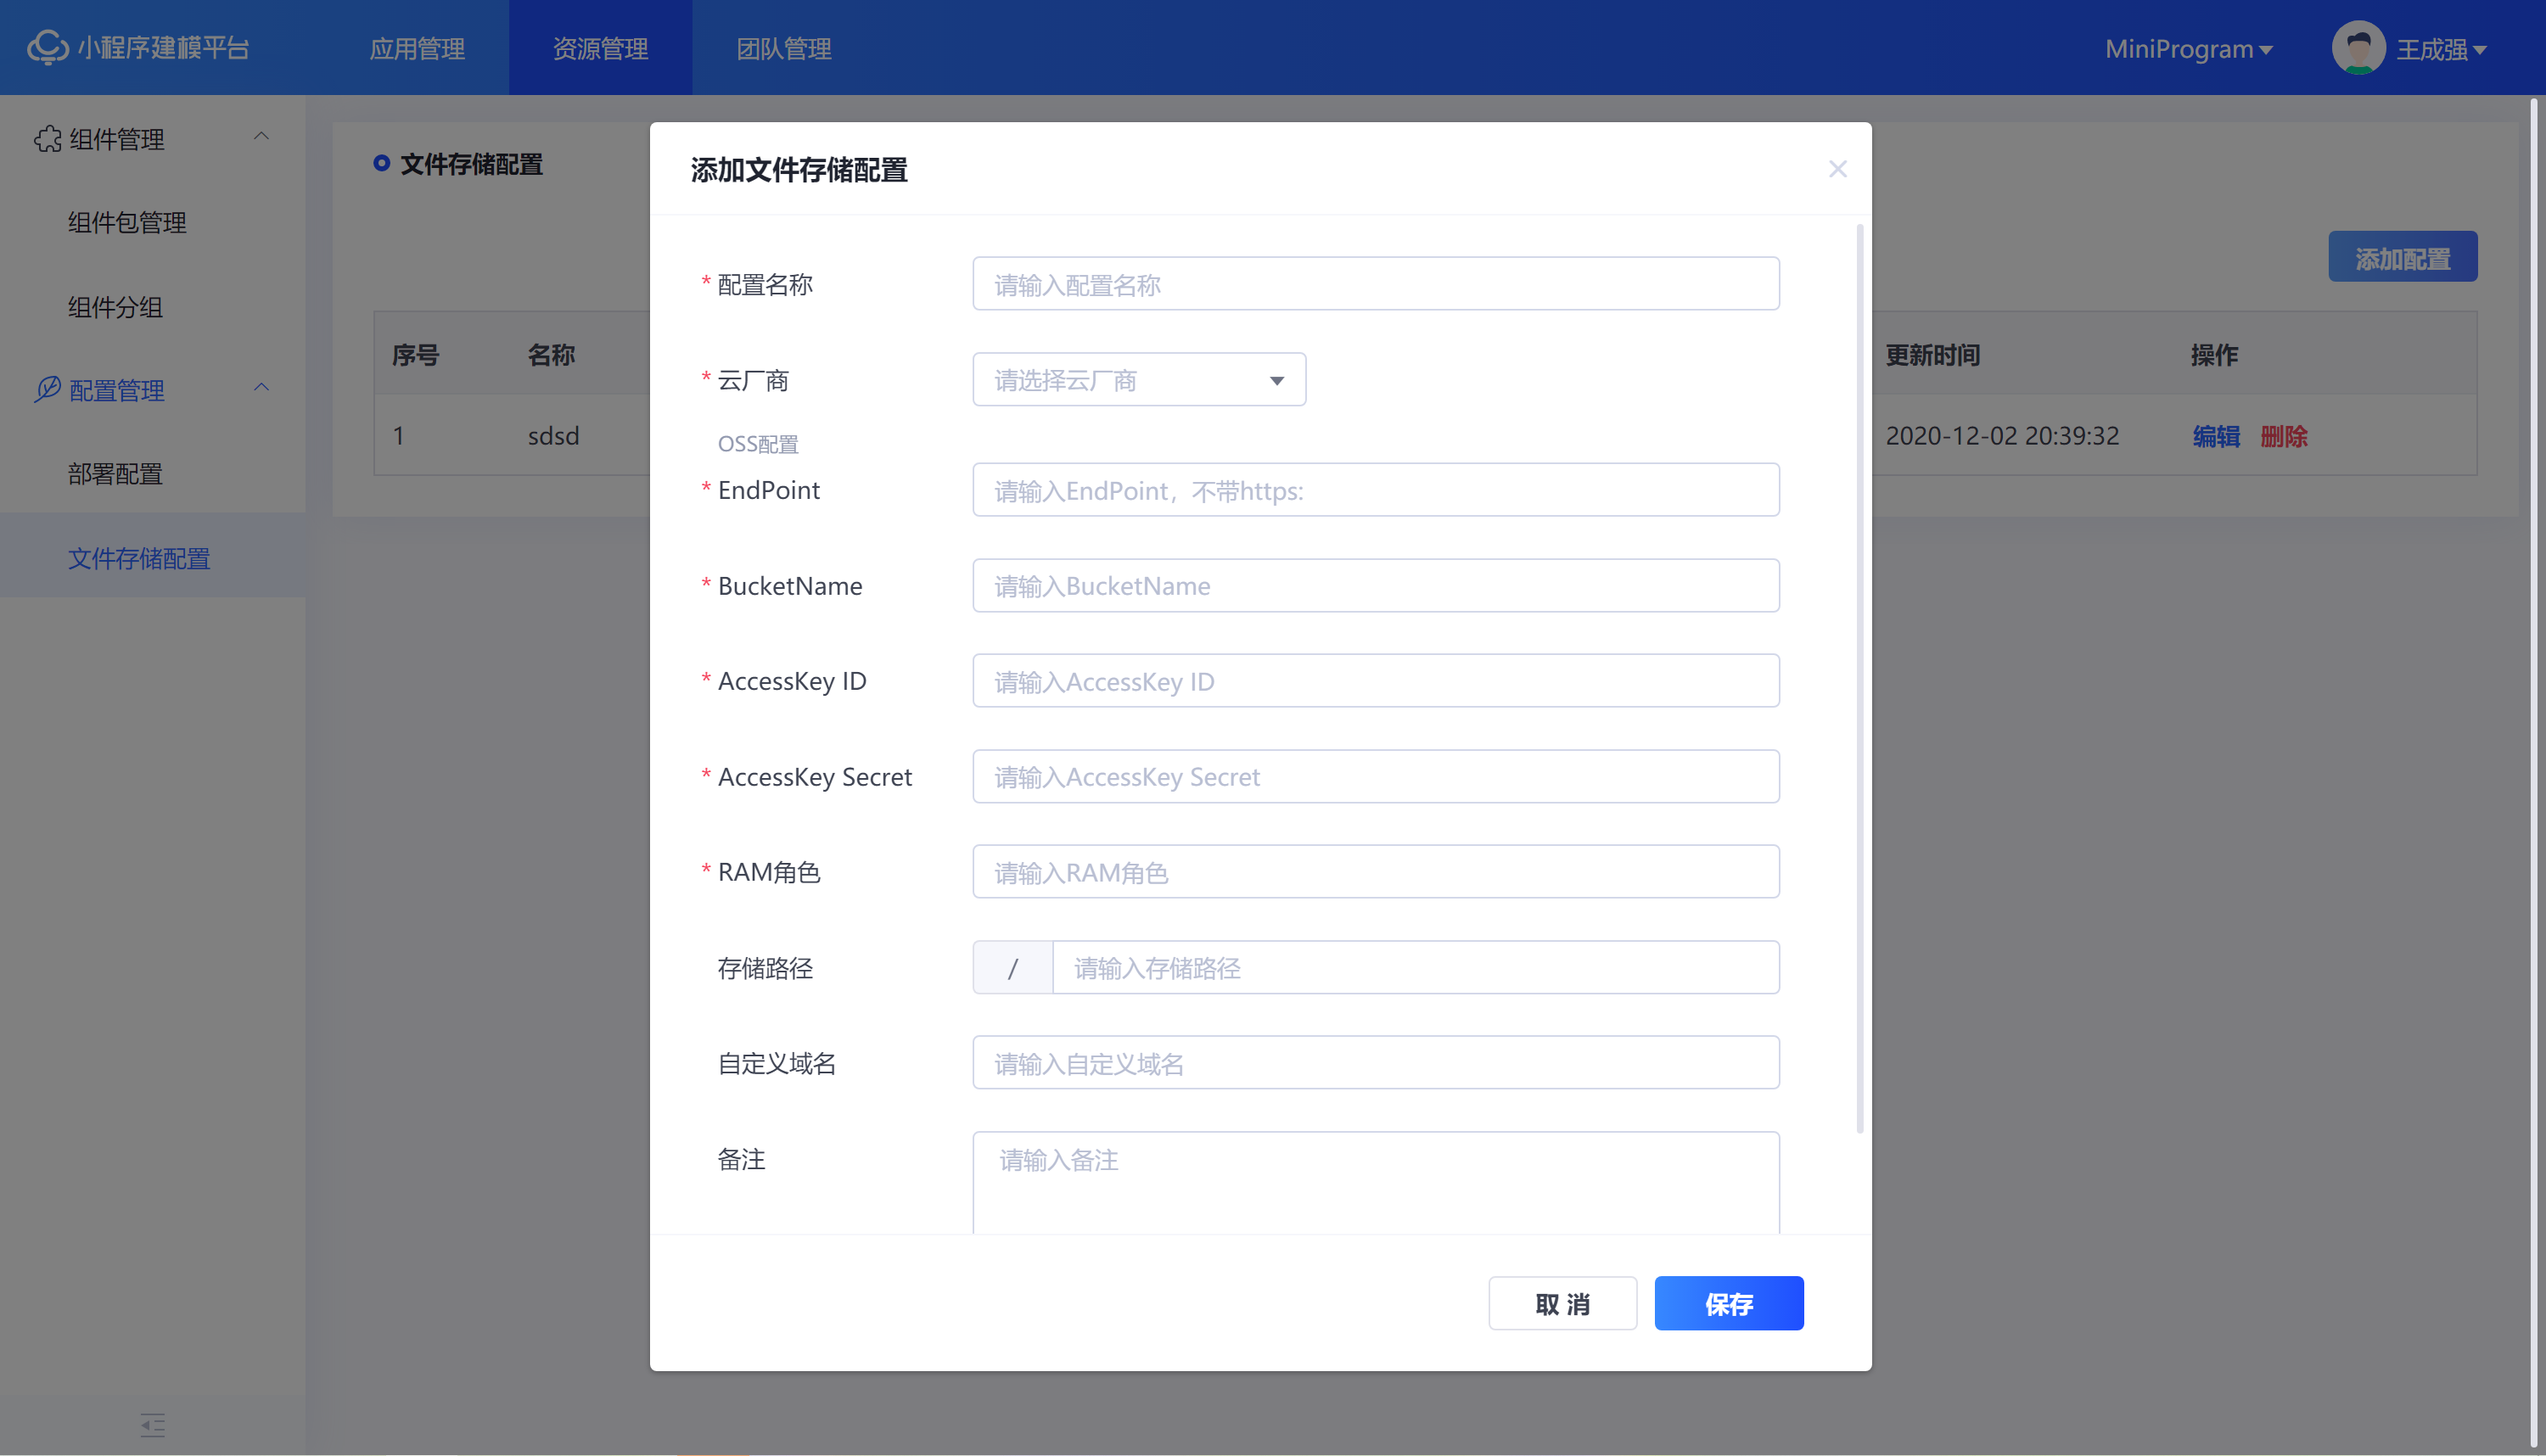 小程序建模平台
应用管理
资源管理
团队管理
MiniProgram
王成强
组件管理
组件包管理
组件分组
配置管理
部署配置
文件存储配置
文件存储配置
添加配置
序号 名称 更新时间 操作
1 sdsd 2020-12-02 20:39:32 编辑 删除
添加文件存储配置
* 配置名称 请输入配置名称
* 云厂商 请选择云厂商
OSS配置
* EndPoint 请输入EndPoint，不带https:
* BucketName 请输入BucketName
* AccessKey ID 请输入AccessKey ID
* AccessKey Secret 请输入AccessKey Secret
* RAM角色 请输入RAM角色
存储路径 / 请输入存储路径
自定义域名 请输入自定义域名
备注 请输入备注
取 消
保存